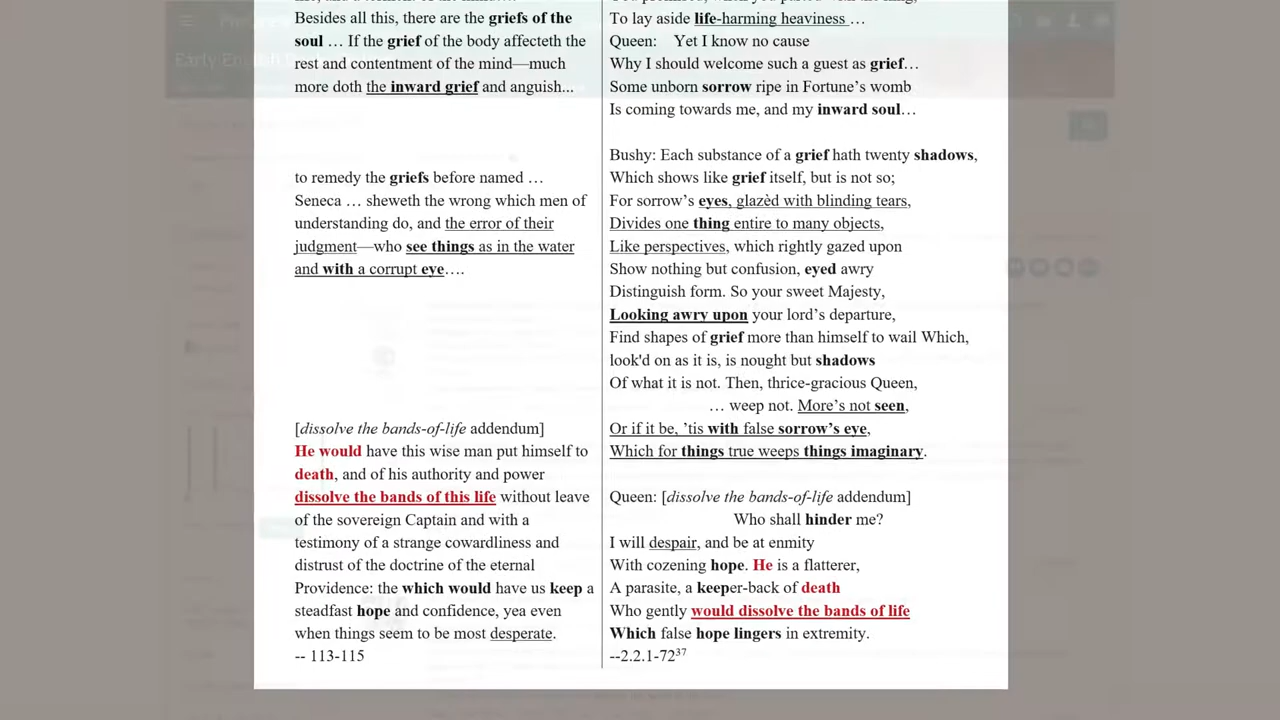 Besides all this, there are the griefs of the
soul … If the grief of the body affecteth the
rest and contentment of the mind—much
more doth the inward grief and anguish...
to remedy the griefs before named …
Seneca … sheweth the wrong which men of
understanding do, and the error of their
judgment—who see things as in the water
and with a corrupt eye….
[dissolve the bands-of-life addendum]
He would have this wise man put himself to
death, and of his authority and power
dissolve the bands of this life without leave
of the sovereign Captain and with a
testimony of a strange cowardliness and
distrust of the doctrine of the eternal
Providence: the which would have us keep a
steadfast hope and confidence, yea even
when things seem to be most desperate.
-- 113-115
To lay aside life-harming heaviness …
Queen: Yet I know no cause
Why I should welcome such a guest as grief…
Some unborn sorrow ripe in Fortune's womb
Is coming towards me, and my inward soul…
Bushy: Each substance of a grief hath twenty shadows,
Which shows like grief itself, but is not so;
For sorrow's eyes, glazèd with blinding tears,
Divides one thing entire to many objects,
Like perspectives, which rightly gazed upon
Show nothing but confusion, eyed awry
Distinguish form. So your sweet Majesty,
Looking awry upon your lord's departure,
Find shapes of grief more than himself to wail Which,
look'd on as it is, is nought but shadows
Of what it is not. Then, thrice-gracious Queen,
… weep not. More's not seen,
Or if it be, 'tis with false sorrow's eye,
Which for things true weeps things imaginary.
Queen: [dissolve the bands-of-life addendum]
Who shall hinder me?
I will despair, and be at enmity
With cozening hope. He is a flatterer,
A parasite, a keeper-back of death
Who gently would dissolve the bands of life
Which false hope lingers in extremity.
--2.2.1-72³⁷
Early English